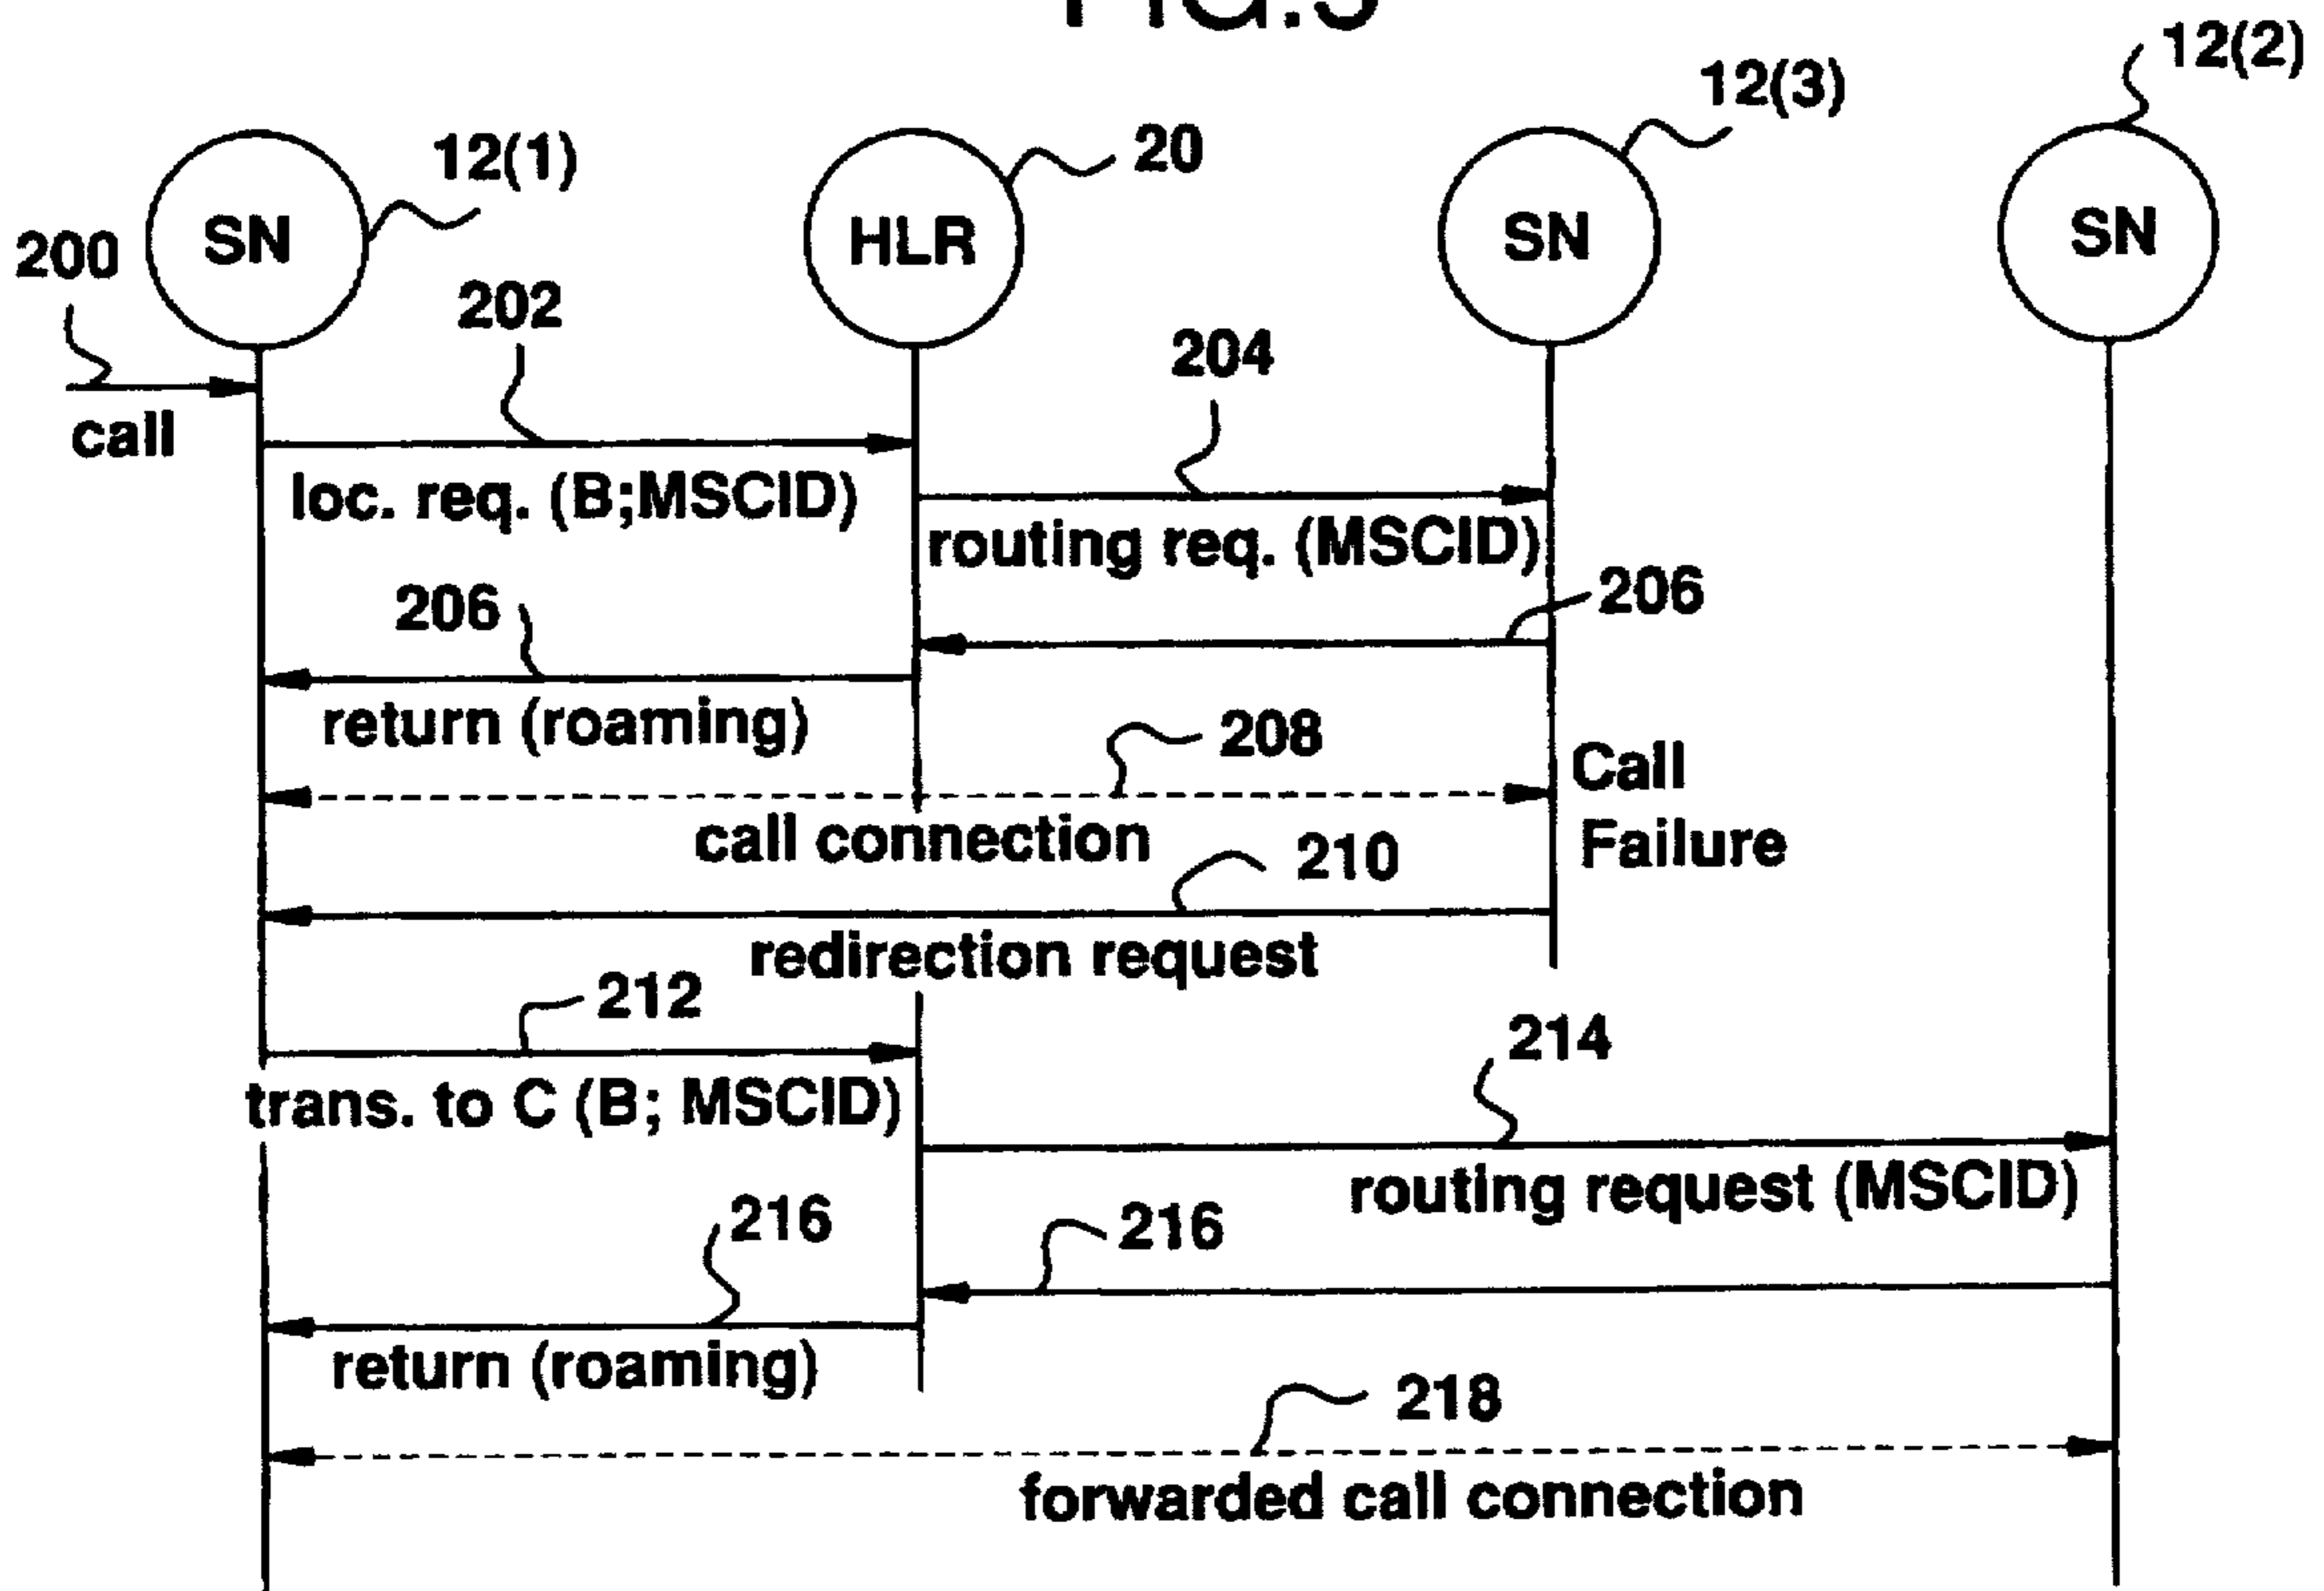 12(2)
12(3)
12(1)
20
SN
HLR
SN
SN
200
202
204
call
loc. req. (B;MSCID)
routing req. (MSCID)
206
206
return (roaming)
208
Call
Failure
call connection
210
redirection request
212
214
trans. to C (B; MSCID)
routing request (MSCID)
216
216
return (roaming)
218
forwarded call connection